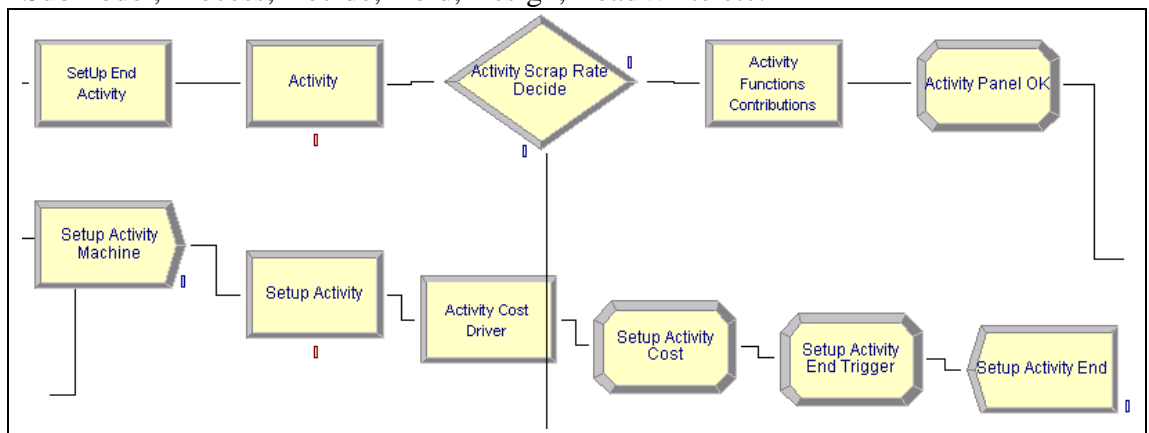 SetUp End
Activity
Activity
Activity Scrap Rate
Decide
Activity
Functions
Contributions
Activity Panel OK
Setup Activity
Machine
Setup Activity
Activity Cost
Driver
Setup Activity
Cost
Setup Activity
End Trigger
Setup Activity End